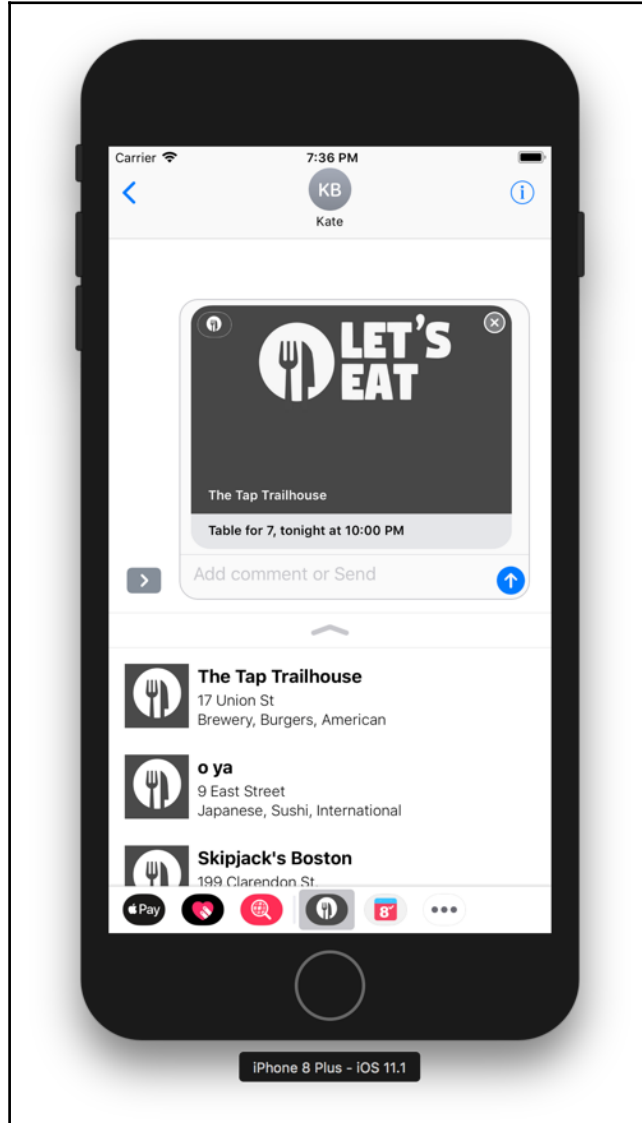 Carrier 7:36 PM
KB
Kate
LET'S
EAT
The Tap Trailhouse
Table for 7, tonight at 10:00 PM
Add comment or Send
The Tap Trailhouse
17 Union St
Brewery, Burgers, American
o ya
9 East Street
Japanese, Sushi, International
Skipjack's Boston
199 Clarendon St.
Pay 8
iPhone 8 Plus - iOS 11.1